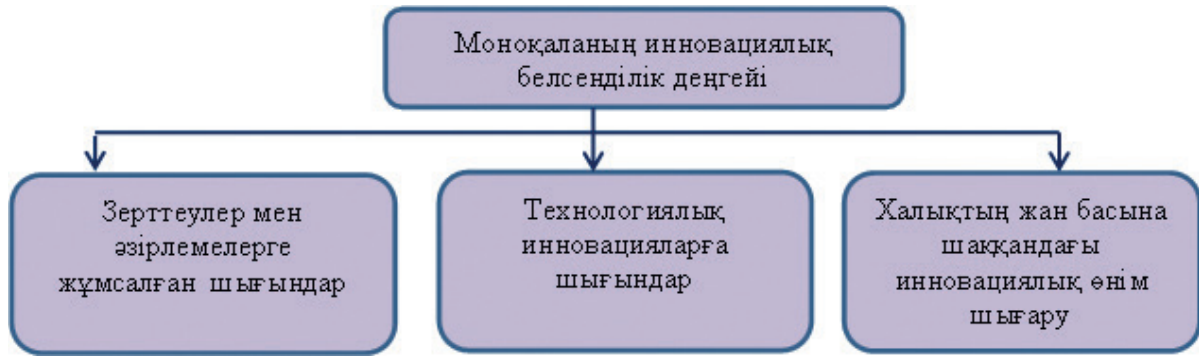 Моноқаланың инновациялық
белсенділік деңгейі
Зерттеулер мен
әзірлемелерге
жұмсалған шығындар
Технологиялық
инновацияларға
шығындар
Халықтың жан басына
шаққандағы
инновациялық өнім
шығару